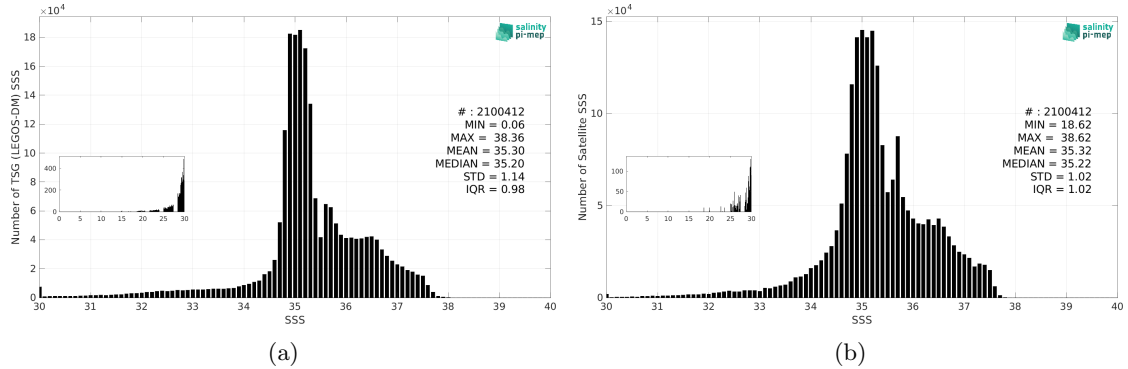 ×10⁴
18
16
14
12
10
8
6
4
2
0
Number of TSG (LEGOS-DM) SSS
salinity
pi-mep
# : 2100412
MIN = 0.06
MAX = 38.36
MEAN = 35.30
MEDIAN = 35.20
STD = 1.14
IQR = 0.98
400
200
0
0 5 10 15 20 25 30
30 31 32 33 34 35 36 37 38 39 40
SSS
(a)
×10⁴
15
10
5
0
Number of Satellite SSS
salinity
pi-mep
# : 2100412
MIN = 18.62
MAX = 38.62
MEAN = 35.32
MEDIAN = 35.22
STD = 1.02
IQR = 1.02
100
50
0
0 5 10 15 20 25 30
30 31 32 33 34 35 36 37 38 39 40
SSS
(b)